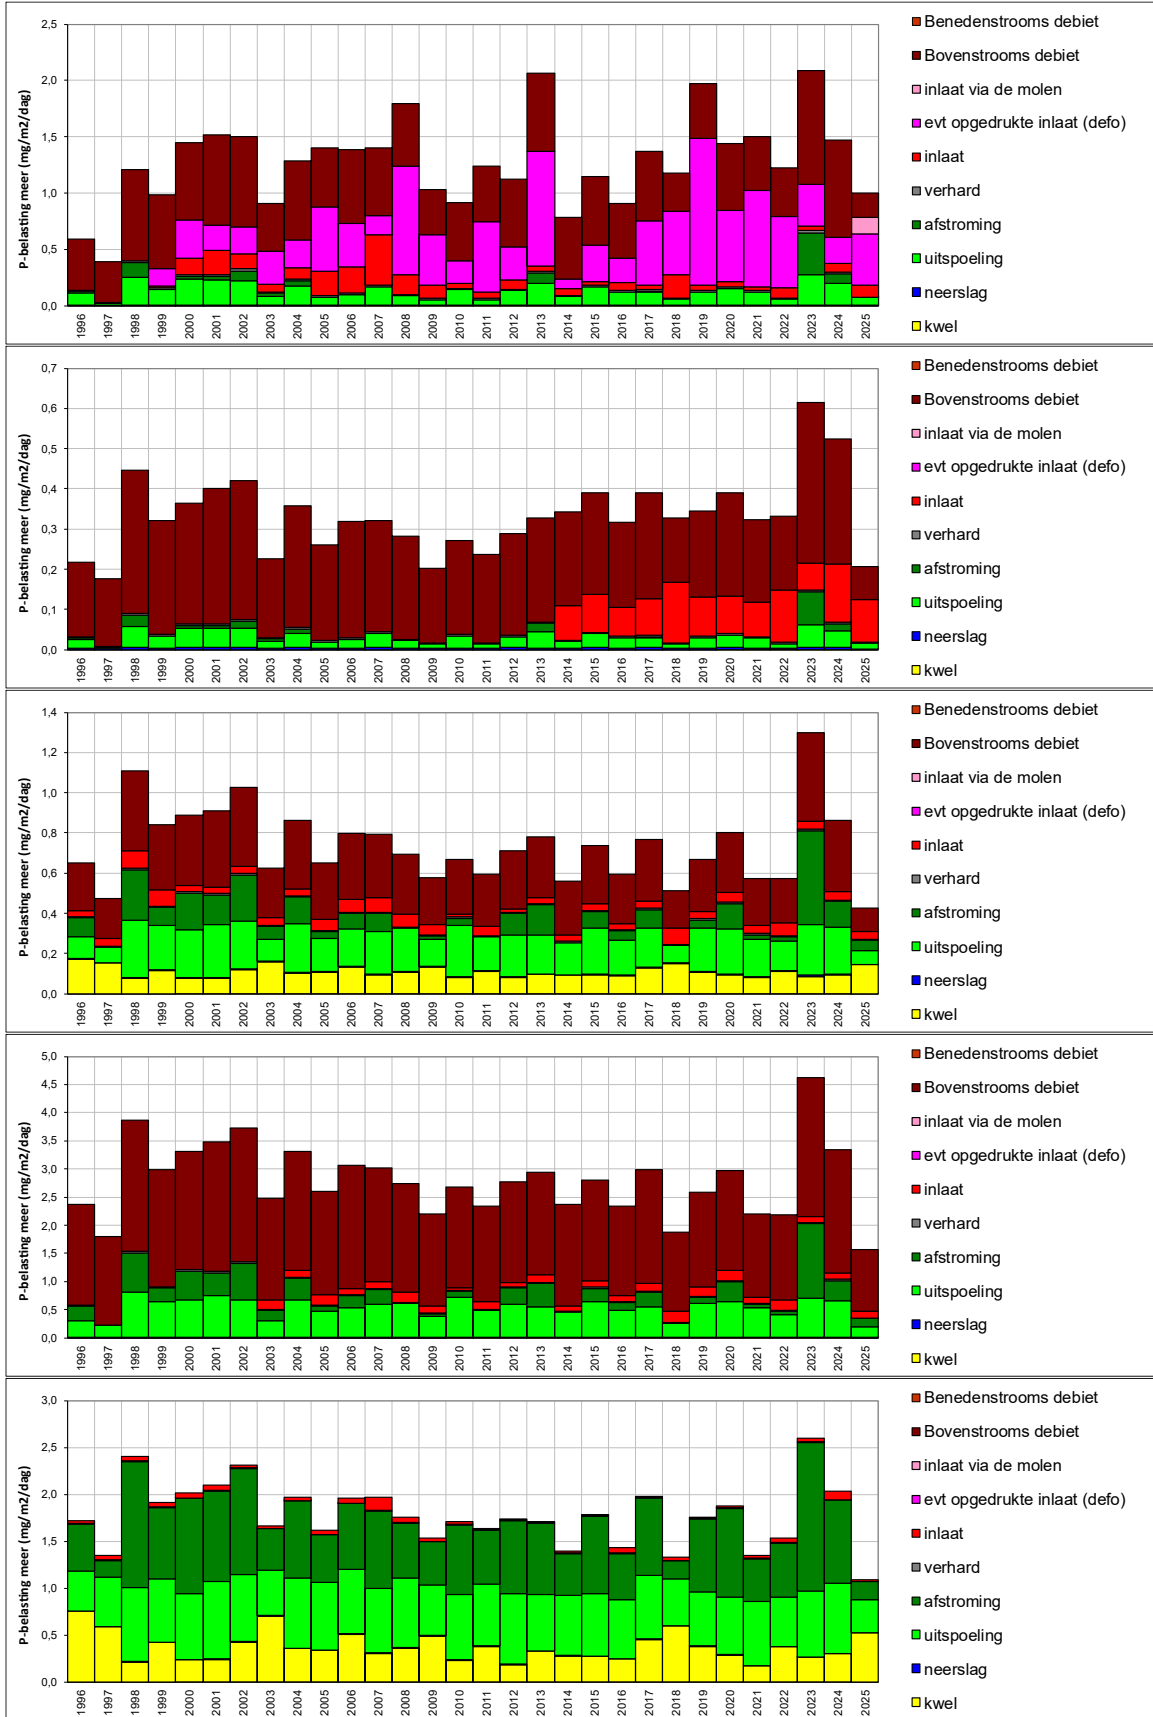 P-belasting meer (mg/m2/dag)
2,5
2,0
1,5
1,0
0,5
0,0
1996 1997 1998 1999 2000 2001 2002 2003 2004 2005 2006 2007 2008 2009 2010 2011 2012 2013 2014 2015 2016 2017 2018 2019 2020 2021 2022 2023 2024 2025
Benedenstrooms debiet
Bovenstrooms debiet
inlaat via de molen
evt opgedrukte inlaat (defo)
inlaat
verhard
afstroming
uitspoeling
neerslag
kwel
P-belasting meer (mg/m2/dag)
0,7
0,6
0,5
0,4
0,3
0,2
0,1
0,0
1996 1997 1998 1999 2000 2001 2002 2003 2004 2005 2006 2007 2008 2009 2010 2011 2012 2013 2014 2015 2016 2017 2018 2019 2020 2021 2022 2023 2024 2025
Benedenstrooms debiet
Bovenstrooms debiet
inlaat via de molen
evt opgedrukte inlaat (defo)
inlaat
verhard
afstroming
uitspoeling
neerslag
kwel
P-belasting meer (mg/m2/dag)
1,4
1,2
1,0
0,8
0,6
0,4
0,2
0,0
1996 1997 1998 1999 2000 2001 2002 2003 2004 2005 2006 2007 2008 2009 2010 2011 2012 2013 2014 2015 2016 2017 2018 2019 2020 2021 2022 2023 2024 2025
Benedenstrooms debiet
Bovenstrooms debiet
inlaat via de molen
evt opgedrukte inlaat (defo)
inlaat
verhard
afstroming
uitspoeling
neerslag
kwel
P-belasting meer (mg/m2/dag)
5,0
4,5
4,0
3,5
3,0
2,5
2,0
1,5
1,0
0,5
0,0
1996 1997 1998 1999 2000 2001 2002 2003 2004 2005 2006 2007 2008 2009 2010 2011 2012 2013 2014 2015 2016 2017 2018 2019 2020 2021 2022 2023 2024 2025
Benedenstrooms debiet
Bovenstrooms debiet
inlaat via de molen
evt opgedrukte inlaat (defo)
inlaat
verhard
afstroming
uitspoeling
neerslag
kwel
P-belasting meer (mg/m2/dag)
3,0
2,5
2,0
1,5
1,0
0,5
0,0
1996 1997 1998 1999 2000 2001 2002 2003 2004 2005 2006 2007 2008 2009 2010 2011 2012 2013 2014 2015 2016 2017 2018 2019 2020 2021 2022 2023 2024 2025
Benedenstrooms debiet
Bovenstrooms debiet
inlaat via de molen
evt opgedrukte inlaat (defo)
inlaat
verhard
afstroming
uitspoeling
neerslag
kwel